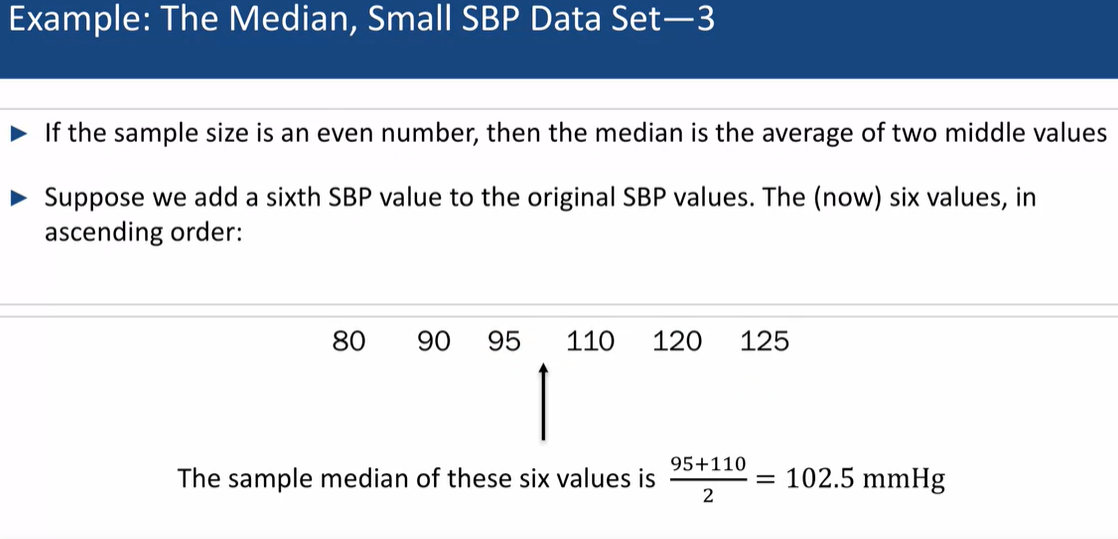 Example: The Median, Small SBP Data Set—3
► If the sample size is an even number, then the median is the average of two middle values
► Suppose we add a sixth SBP value to the original SBP values. The (now) six values, in
ascending order:
80 90 95 110 120 125
The sample median of these six values is (95+110)/2 = 102.5 mmHg